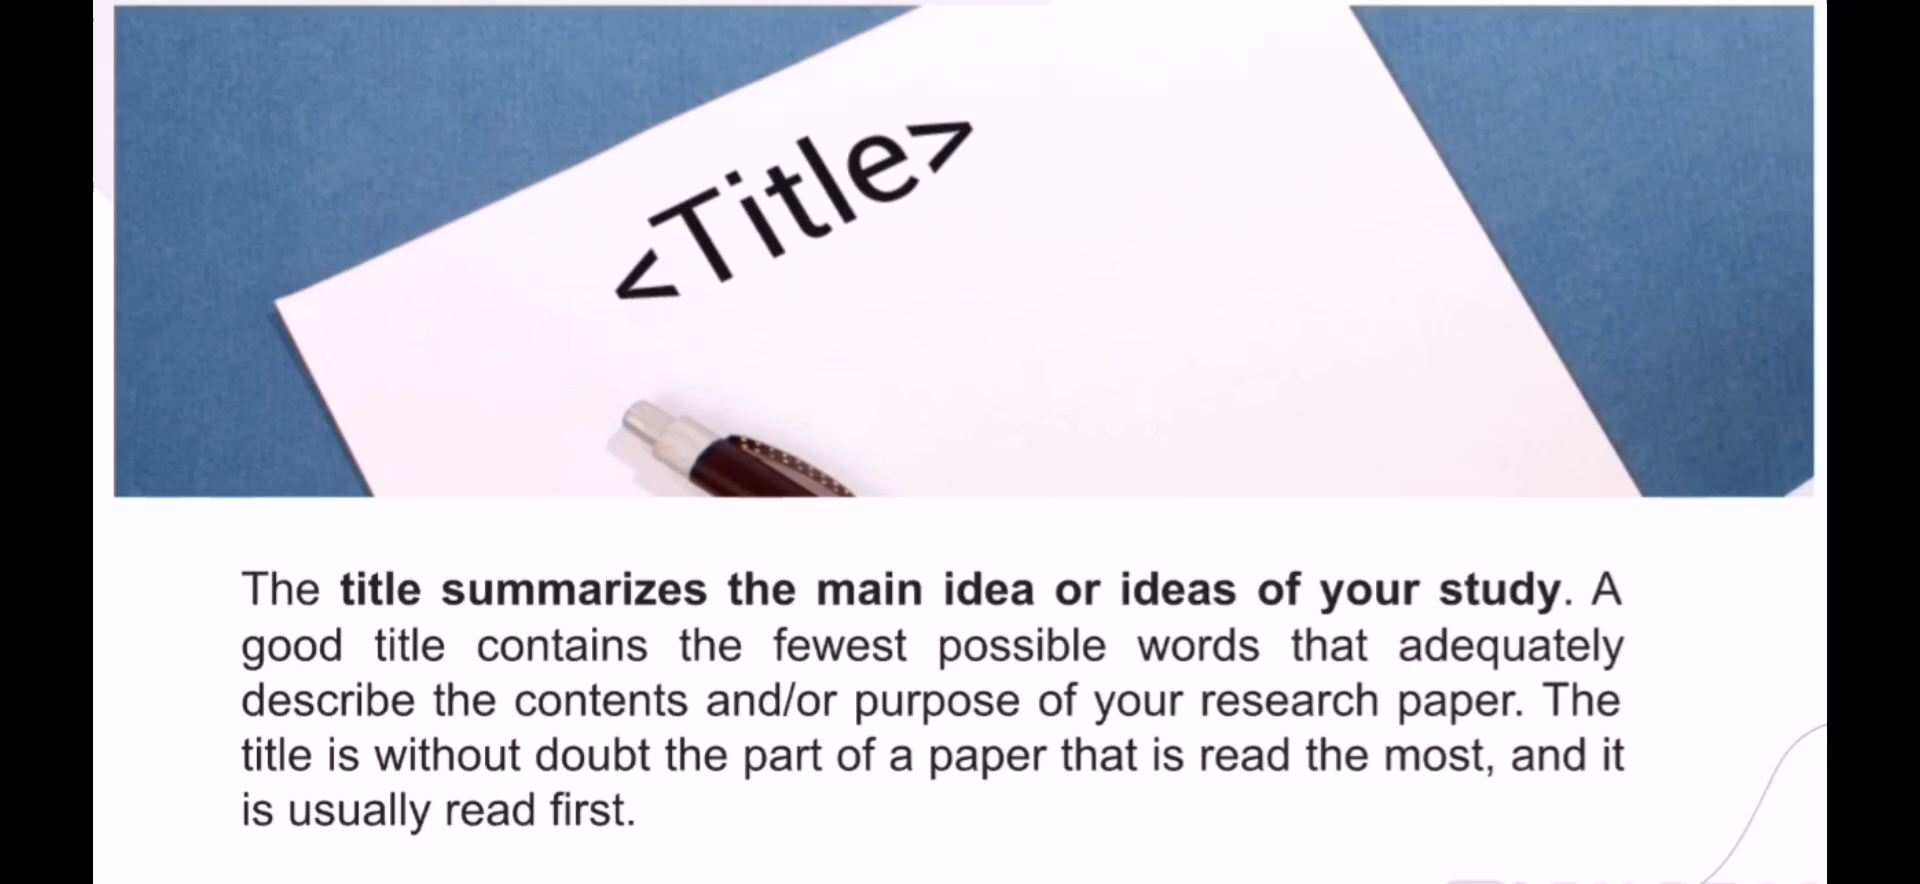 <Title>
The title summarizes the main idea or ideas of your study. A
good title contains the fewest possible words that adequately
describe the contents and/or purpose of your research paper. The
title is without doubt the part of a paper that is read the most, and it
is usually read first.